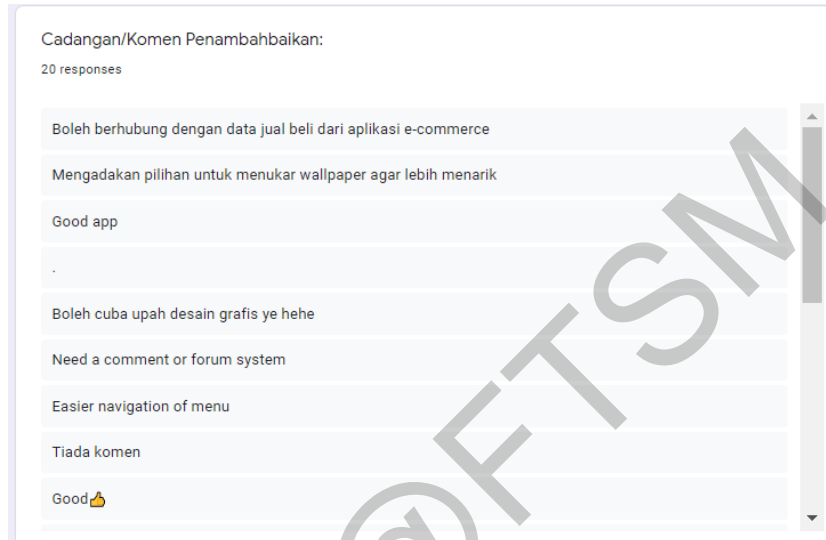 Cadangan/Komen Penambahbaikan:
20 responses
Boleh berhubung dengan data jual beli dari aplikasi e-commerce
Mengadakan pilihan untuk menukar wallpaper agar lebih menarik
Good app
.
Boleh cuba upah desain grafis ye hehe
Need a comment or forum system
Easier navigation of menu
Tiada komen
Good👍
@FTSM